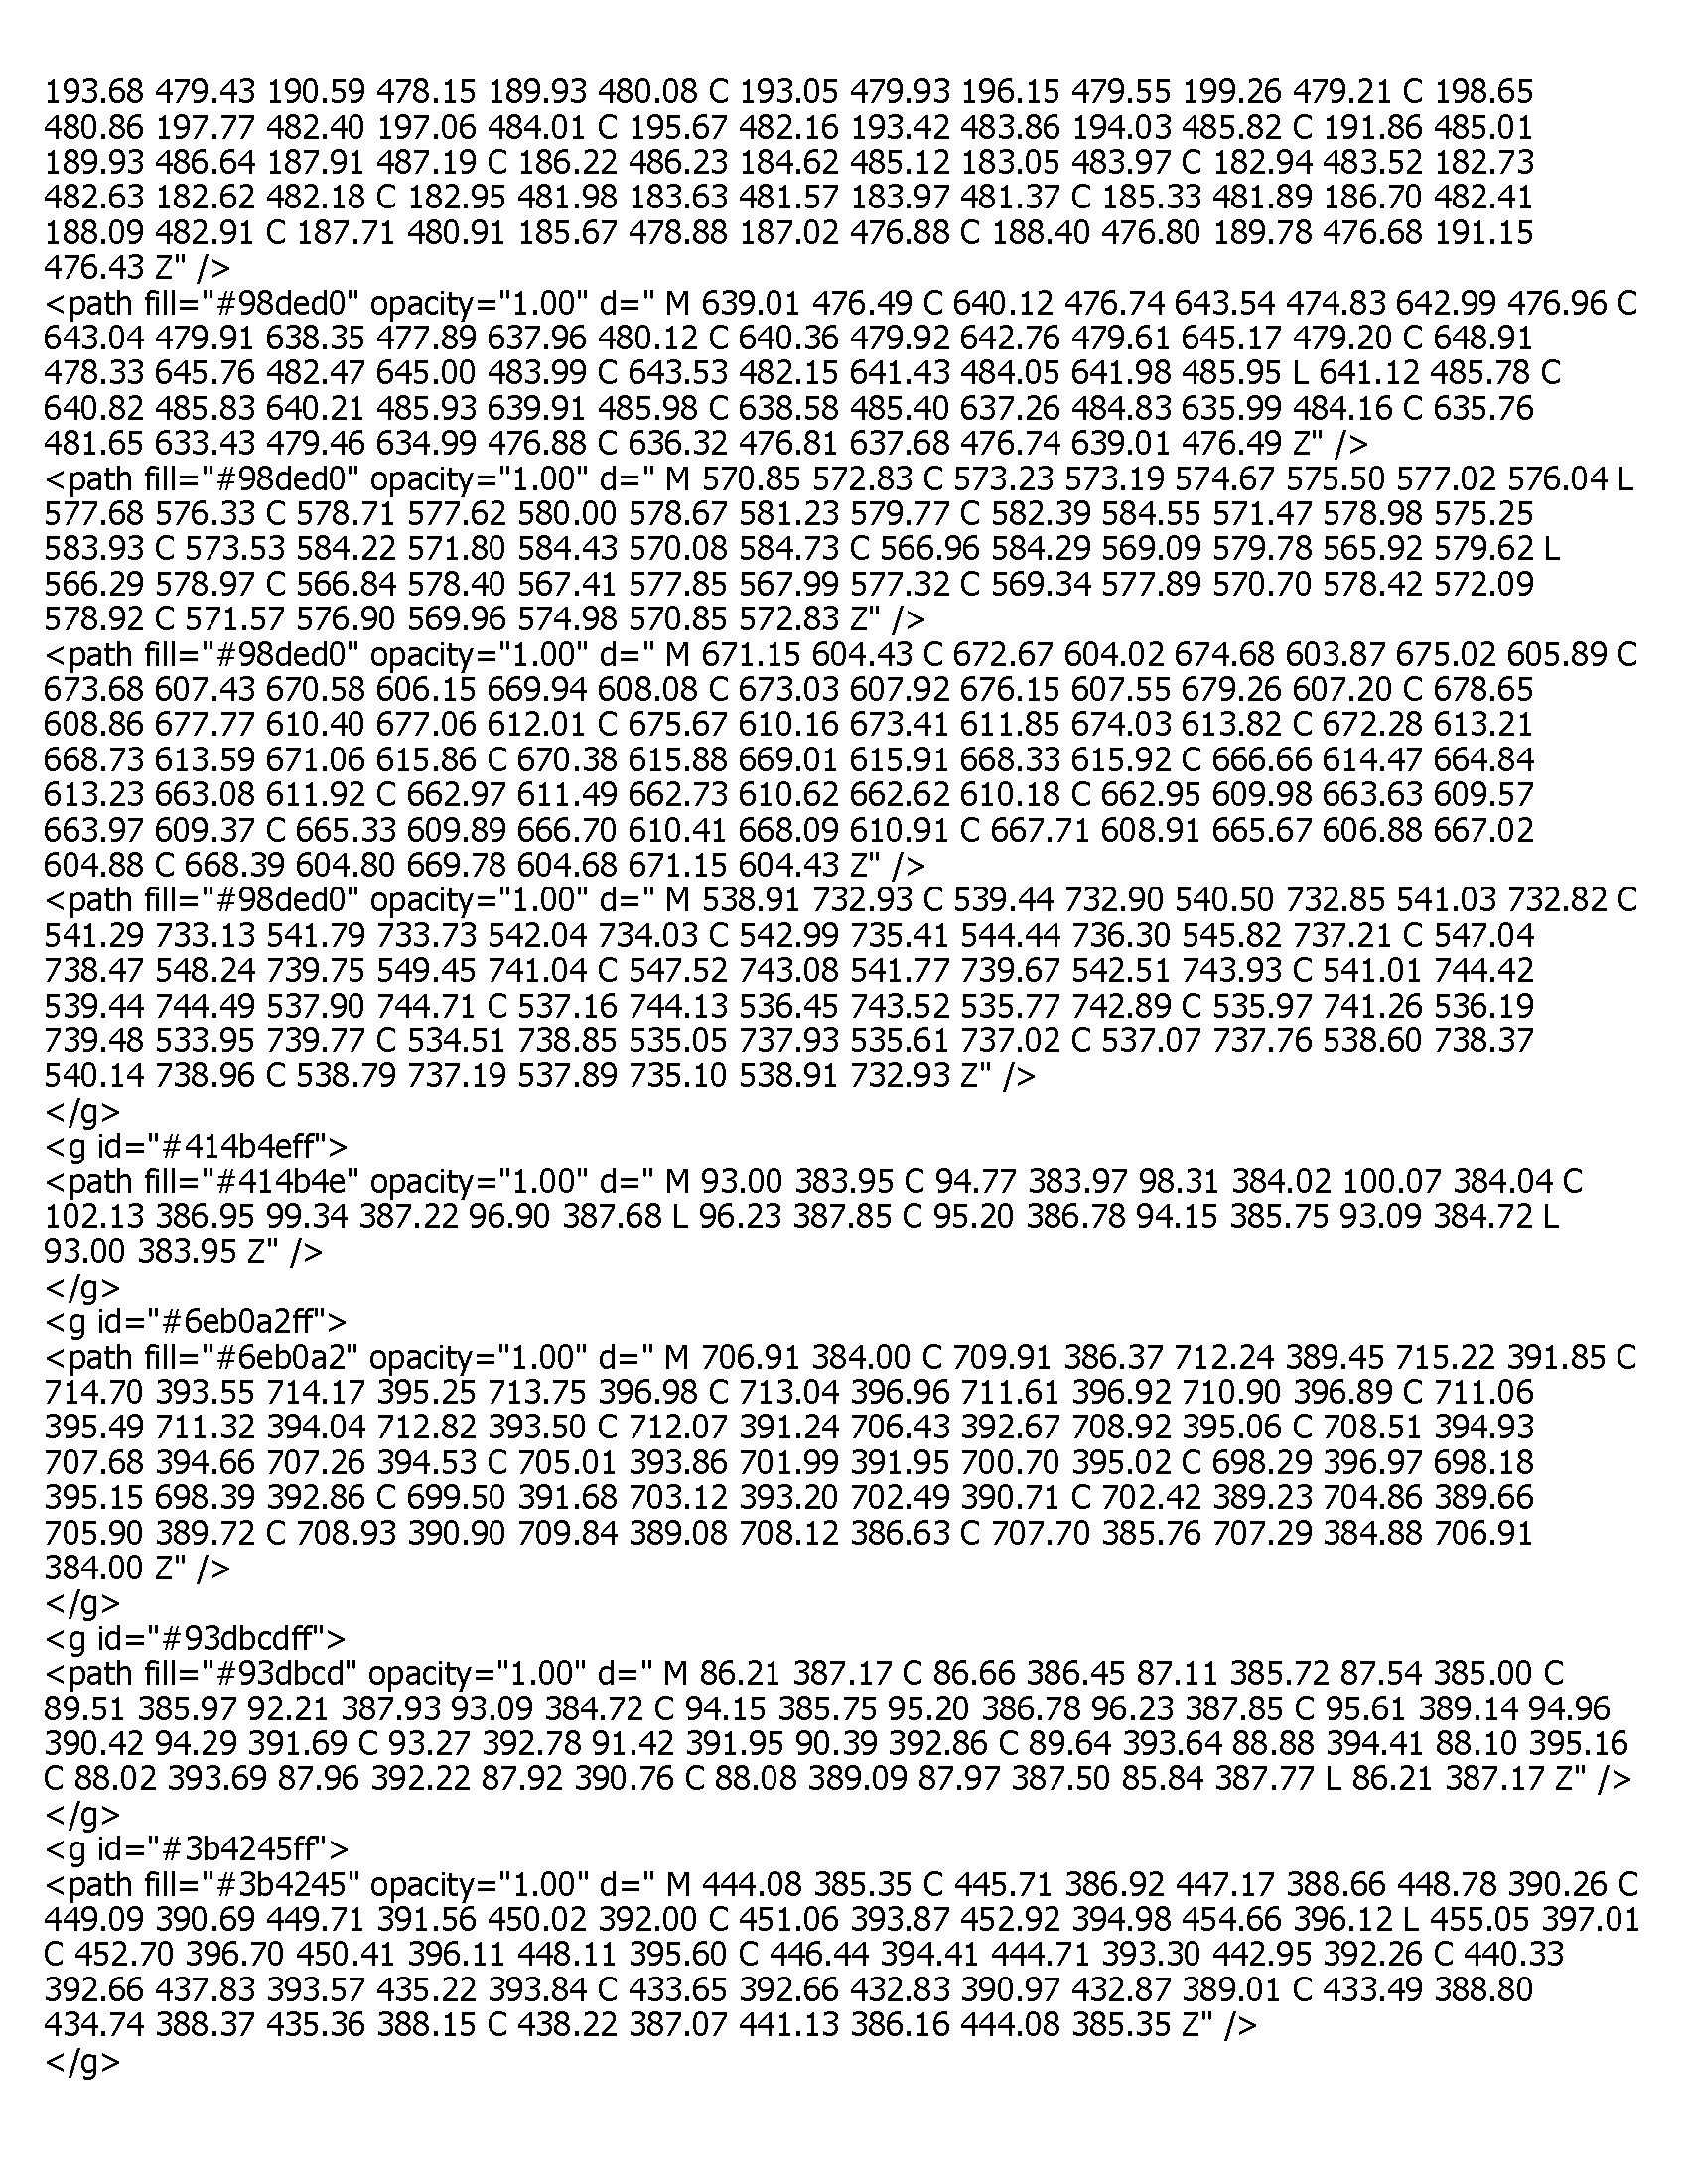 193.68 479.43 190.59 478.15 189.93 480.08 C 193.05 479.93 196.15 479.55 199.26 479.21 C 198.65
480.86 197.77 482.40 197.06 484.01 C 195.67 482.16 193.42 483.86 194.03 485.82 C 191.86 485.01
189.93 486.64 187.91 487.19 C 186.22 486.23 184.62 485.12 183.05 483.97 C 182.94 483.52 182.73
482.63 182.62 482.18 C 182.95 481.98 183.63 481.57 183.97 481.37 C 185.33 481.89 186.70 482.41
188.09 482.91 C 187.71 480.91 185.67 478.88 187.02 476.88 C 188.40 476.80 189.78 476.68 191.15
476.43 Z" />
<path fill="#98ded0" opacity="1.00" d=" M 639.01 476.49 C 640.12 476.74 643.54 474.83 642.99 476.96 C
643.04 479.91 638.35 477.89 637.96 480.12 C 640.36 479.92 642.76 479.61 645.17 479.20 C 648.91
478.33 645.76 482.47 645.00 483.99 C 643.53 482.15 641.43 484.05 641.98 485.95 L 641.12 485.78 C
640.82 485.83 640.21 485.93 639.91 485.98 C 638.58 485.40 637.26 484.83 635.99 484.16 C 635.76
481.65 633.43 479.46 634.99 476.88 C 636.32 476.81 637.68 476.74 639.01 476.49 Z" />
<path fill="#98ded0" opacity="1.00" d=" M 570.85 572.83 C 573.23 573.19 574.67 575.50 577.02 576.04 L
577.68 576.33 C 578.71 577.62 580.00 578.67 581.23 579.77 C 582.39 584.55 571.47 578.98 575.25
583.93 C 573.53 584.22 571.80 584.43 570.08 584.73 C 566.96 584.29 569.09 579.78 565.92 579.62 L
566.29 578.97 C 566.84 578.40 567.41 577.85 567.99 577.32 C 569.34 577.89 570.70 578.42 572.09
578.92 C 571.57 576.90 569.96 574.98 570.85 572.83 Z" />
<path fill="#98ded0" opacity="1.00" d=" M 671.15 604.43 C 672.67 604.02 674.68 603.87 675.02 605.89 C
673.68 607.43 670.58 606.15 669.94 608.08 C 673.03 607.92 676.15 607.55 679.26 607.20 C 678.65
608.86 677.77 610.40 677.06 612.01 C 675.67 610.16 673.41 611.85 674.03 613.82 C 672.28 613.21
668.73 613.59 671.06 615.86 C 670.38 615.88 669.01 615.91 668.33 615.92 C 666.66 614.47 664.84
613.23 663.08 611.92 C 662.97 611.49 662.73 610.62 662.62 610.18 C 662.95 609.98 663.63 609.57
663.97 609.37 C 665.33 609.89 666.70 610.41 668.09 610.91 C 667.71 608.91 665.67 606.88 667.02
604.88 C 668.39 604.80 669.78 604.68 671.15 604.43 Z" />
<path fill="#98ded0" opacity="1.00" d=" M 538.91 732.93 C 539.44 732.90 540.50 732.85 541.03 732.82 C
541.29 733.13 541.79 733.73 542.04 734.03 C 542.99 735.41 544.44 736.30 545.82 737.21 C 547.04
738.47 548.24 739.75 549.45 741.04 C 547.52 743.08 541.77 739.67 542.51 743.93 C 541.01 744.42
539.44 744.49 537.90 744.71 C 537.16 744.13 536.45 743.52 535.77 742.89 C 535.97 741.26 536.19
739.48 533.95 739.77 C 534.51 738.85 535.05 737.93 535.61 737.02 C 537.07 737.76 538.60 738.37
540.14 738.96 C 538.79 737.19 537.89 735.10 538.91 732.93 Z" />
</g>
<g id="#414b4eff">
<path fill="#414b4e" opacity="1.00" d=" M 93.00 383.95 C 94.77 383.97 98.31 384.02 100.07 384.04 C
102.13 386.95 99.34 387.22 96.90 387.68 L 96.23 387.85 C 95.20 386.78 94.15 385.75 93.09 384.72 L
93.00 383.95 Z" />
</g>
<g id="#6eb0a2ff">
<path fill="#6eb0a2" opacity="1.00" d=" M 706.91 384.00 C 709.91 386.37 712.24 389.45 715.22 391.85 C
714.70 393.55 714.17 395.25 713.75 396.98 C 713.04 396.96 711.61 396.92 710.90 396.89 C 711.06
395.49 711.32 394.04 712.82 393.50 C 712.07 391.24 706.43 392.67 708.92 395.06 C 708.51 394.93
707.68 394.66 707.26 394.53 C 705.01 393.86 701.99 391.95 700.70 395.02 C 698.29 396.97 698.18
395.15 698.39 392.86 C 699.50 391.68 703.12 393.20 702.49 390.71 C 702.42 389.23 704.86 389.66
705.90 389.72 C 708.93 390.90 709.84 389.08 708.12 386.63 C 707.70 385.76 707.29 384.88 706.91
384.00 Z" />
</g>
<g id="#93dbcdff">
<path fill="#93dbcd" opacity="1.00" d=" M 86.21 387.17 C 86.66 386.45 87.11 385.72 87.54 385.00 C
89.51 385.97 92.21 387.93 93.09 384.72 C 94.15 385.75 95.20 386.78 96.23 387.85 C 95.61 389.14 94.96
390.42 94.29 391.69 C 93.27 392.78 91.42 391.95 90.39 392.86 C 89.64 393.64 88.88 394.41 88.10 395.16
C 88.02 393.69 87.96 392.22 87.92 390.76 C 88.08 389.09 87.97 387.50 85.84 387.77 L 86.21 387.17 Z" />
</g>
<g id="#3b4245ff">
<path fill="#3b4245" opacity="1.00" d=" M 444.08 385.35 C 445.71 386.92 447.17 388.66 448.78 390.26 C
449.09 390.69 449.71 391.56 450.02 392.00 C 451.06 393.87 452.92 394.98 454.66 396.12 L 455.05 397.01
C 452.70 396.70 450.41 396.11 448.11 395.60 C 446.44 394.41 444.71 393.30 442.95 392.26 C 440.33
392.66 437.83 393.57 435.22 393.84 C 433.65 392.66 432.83 390.97 432.87 389.01 C 433.49 388.80
434.74 388.37 435.36 388.15 C 438.22 387.07 441.13 386.16 444.08 385.35 Z" />
</g>